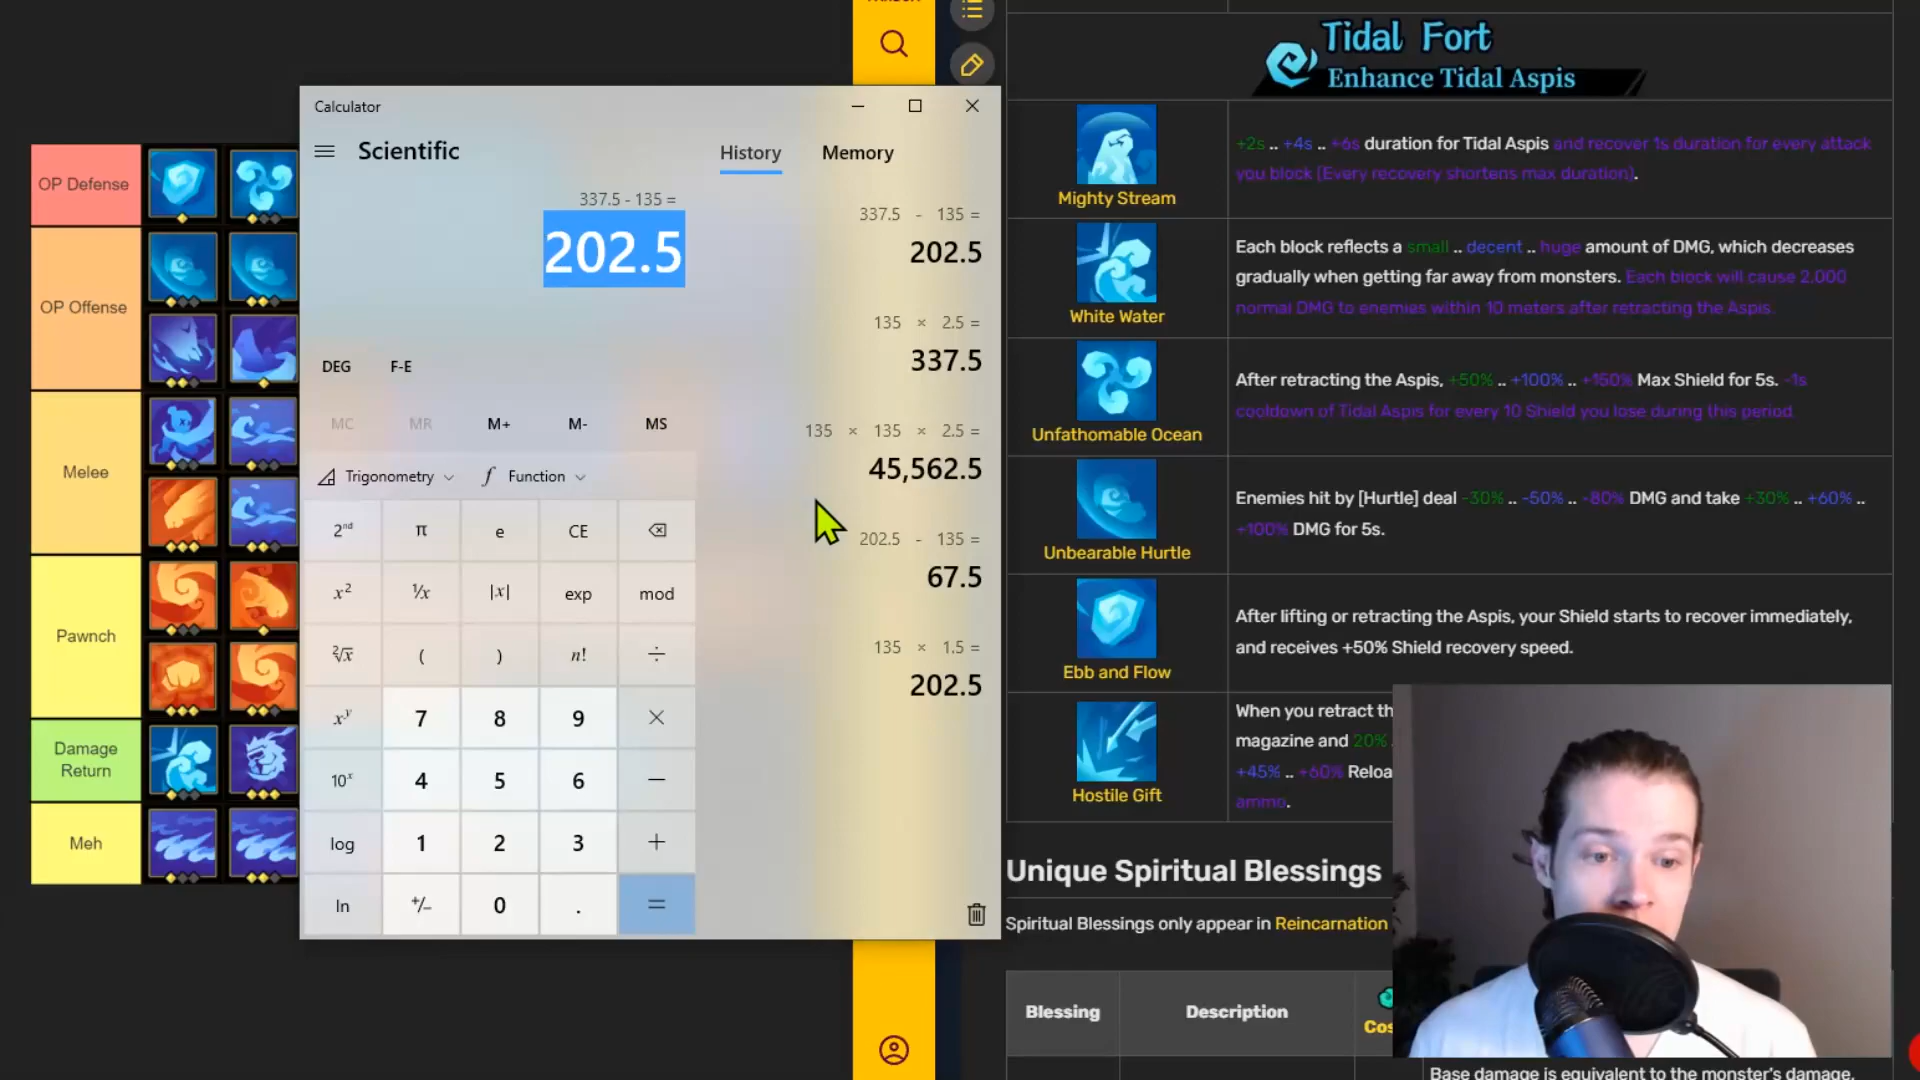 Tidal Fort
Enhance Tidal Aspis
Calculator
Scientific
History
Memory
337.5 - 135 =
202.5
337.5 - 135 =
202.5
135 × 2.5 =
337.5
135 × 135 × 2.5 =
45,562.5
202.5 - 135 =
67.5
135 × 1.5 =
202.5
DEG
F-E
MC
MR
M+
M-
MS
Trigonometry
Function
2nd
π
e
CE
x2
1/x
|x|
exp
mod
2√x
(
)
n!
÷
xy
7
8
9
×
10x
4
5
6
−
log
1
2
3
+
ln
+/−
0
.
=
OP Defense
OP Offense
Melee
Pawnch
Damage
Return
Meh
Mighty Stream
+2s .. +4s .. +6s duration for Tidal Aspis and recover 1s duration for every attack
you block (Every recovery shortens max duration).
White Water
Each block reflects a small .. decent .. huge amount of DMG, which decreases
gradually when getting far away from monsters. Each block will cause 2,000
normal DMG to enemies within 10 meters after retracting the Aspis.
Unfathomable Ocean
After retracting the Aspis, +50% .. +100% .. +150% Max Shield for 5s. -1s
cooldown of Tidal Aspis for every 10 Shield you lose during this period.
Unbearable Hurtle
Enemies hit by [Hurtle] deal -30% .. -50% .. -80% DMG and take +30% .. +60% ..
+100% DMG for 5s.
Ebb and Flow
After lifting or retracting the Aspis, your Shield starts to recover immediately,
and receives +50% Shield recovery speed.
Hostile Gift
When you retract th
magazine and 20%
+45% .. +60% Reloa
ammo.
Unique Spiritual Blessings
Spiritual Blessings only appear in Reincarnation
Blessing
Description
Cos
Base damage is equivalent to the monster's damage.